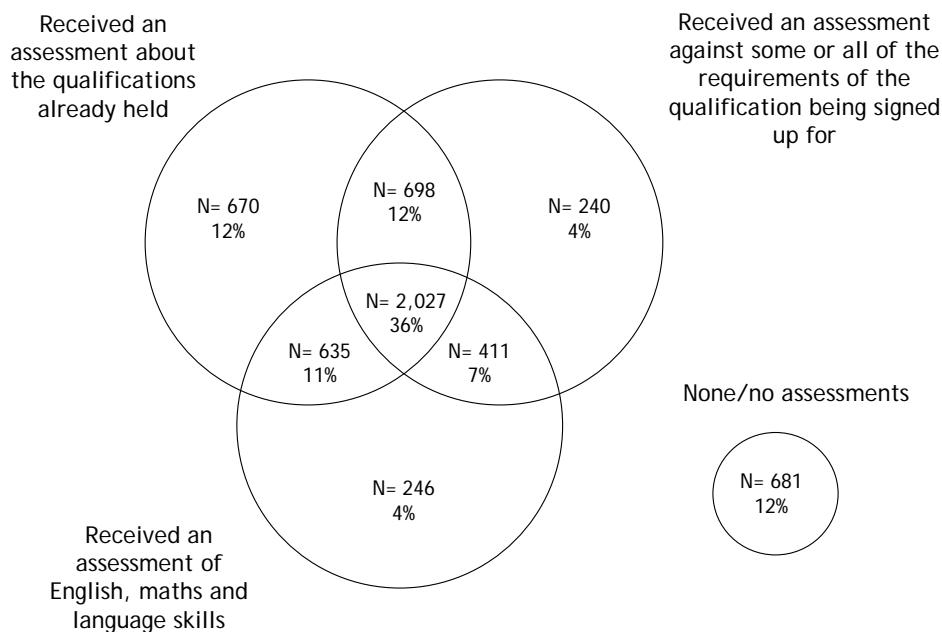 Received an
assessment about
the qualifications
already held
Received an assessment
against some or all of the
requirements of the
qualification being signed
up for
N= 670
12%
N= 698
12%
N= 240
4%
N= 2,027
36%
N= 635
11%
N= 411
7%
None/no assessments
N= 681
12%
N= 246
4%
Received an
assessment of
English, maths and
language skills